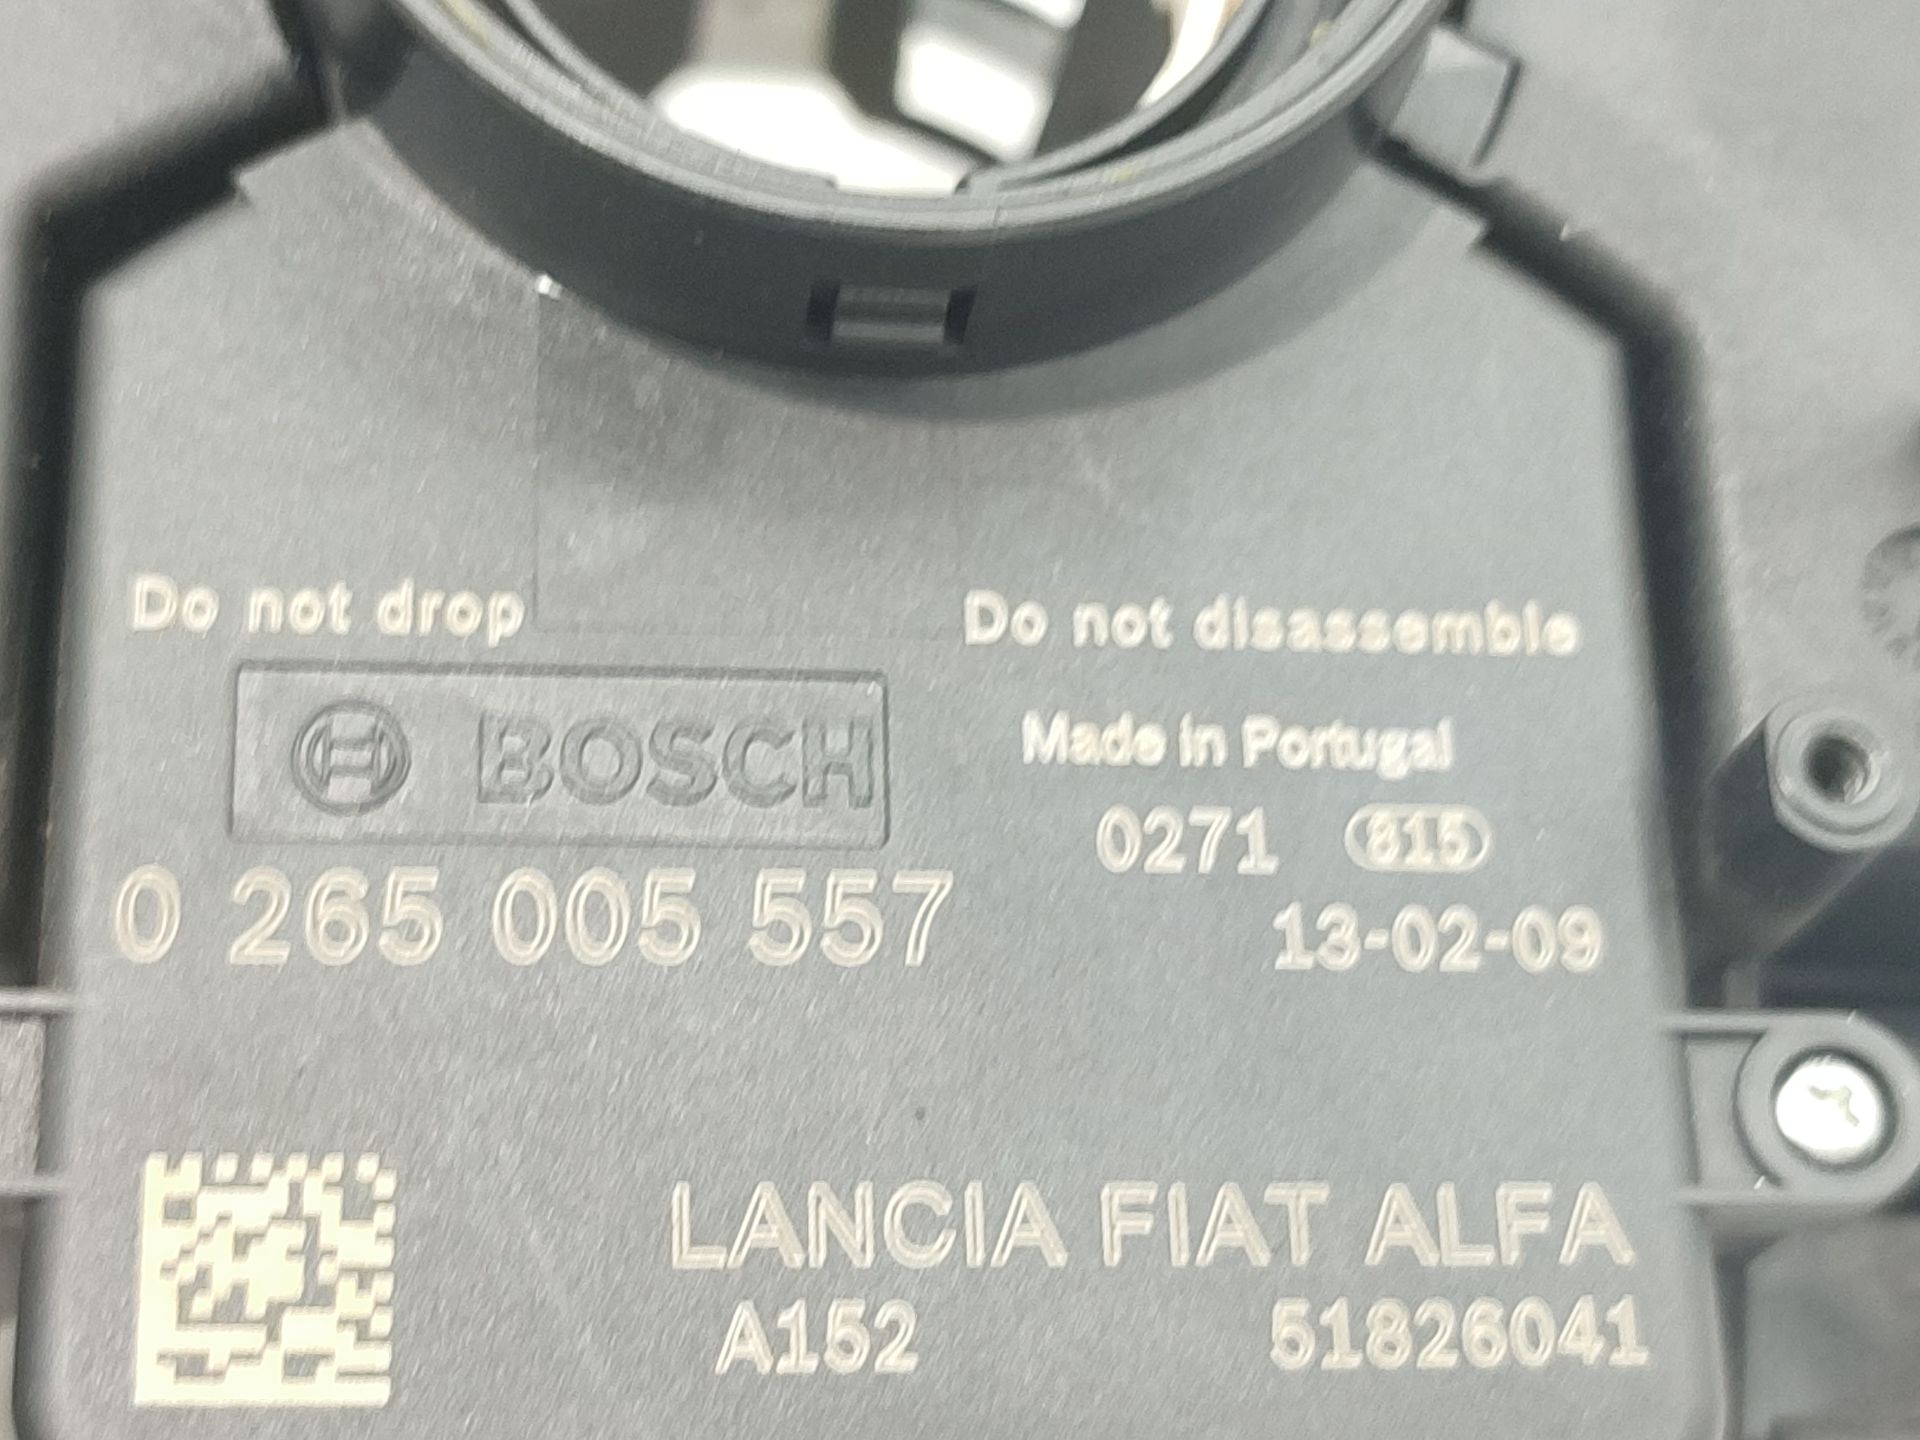 Do not drop
Do not disassemble
BOSCH
Made in Portugal
0271 815
0 265 005 557
13-02-09
LANCIA FIAT ALFA
A152
51826041